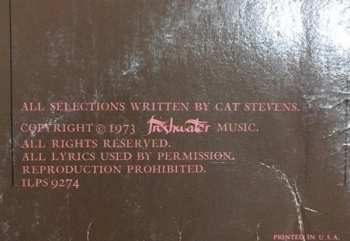 ALL SELECTIONS WRITTEN BY CAT STEVENS.
COPYRIGHT © 1973 Freshwater MUSIC.
ALL RIGHTS RESERVED.
ALL LYRICS USED BY PERMISSION.
REPRODUCTION PROHIBITED.
ILPS 9274
PRINTED IN U.S.A.